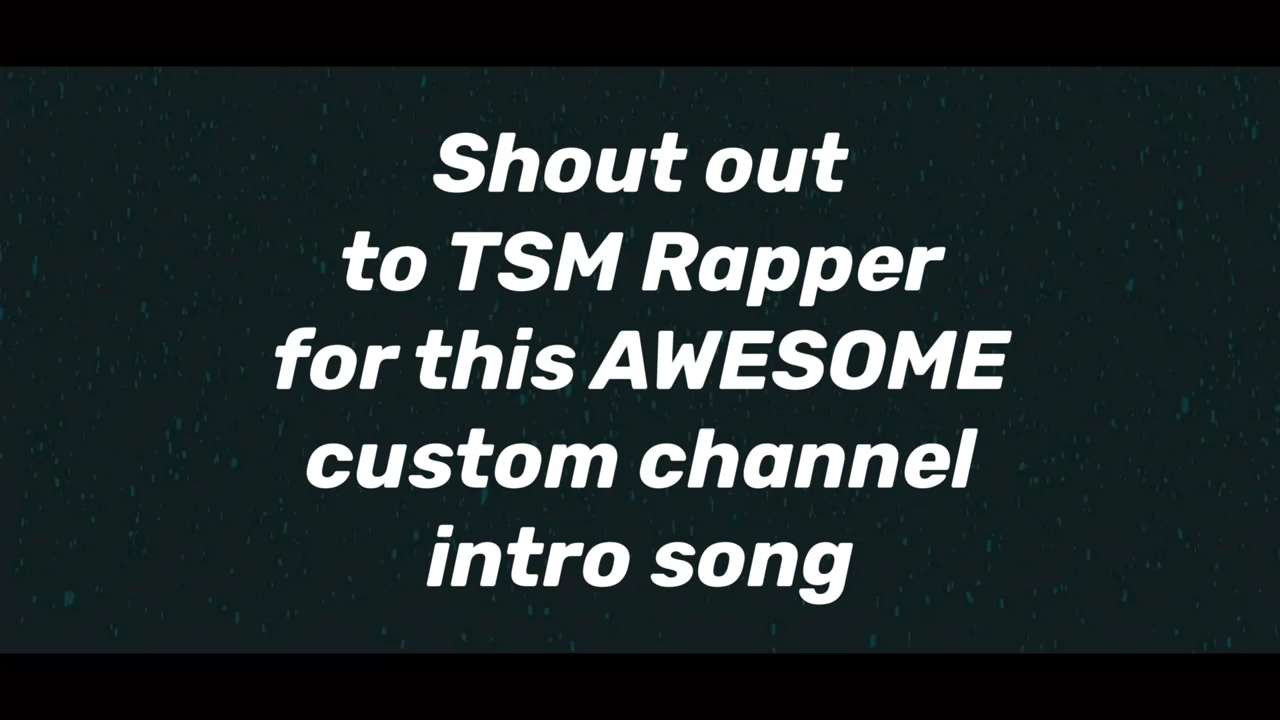 Shout out
to TSM Rapper
for this AWESOME
custom channel
intro song